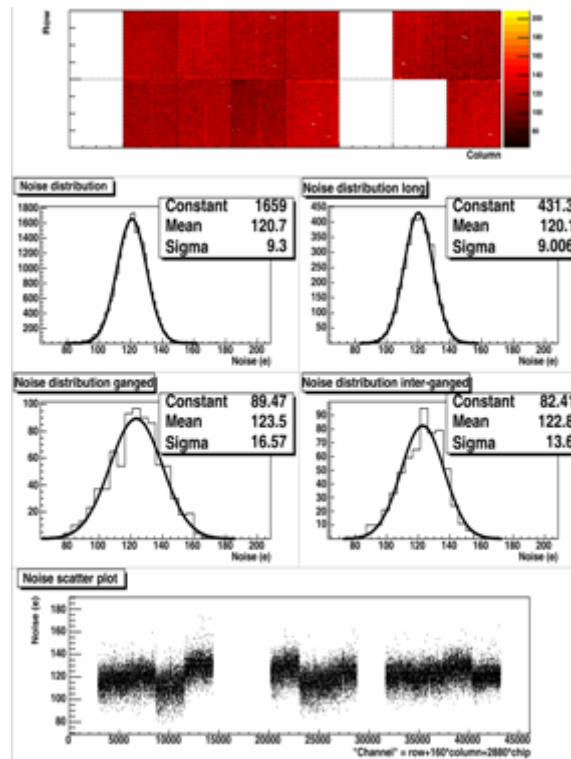 Row
200
180
160
140
120
100
80
Column
Noise distribution
Constant 1659
Mean 120.7
Sigma 9.3
1800
1600
1400
1200
1000
800
600
400
200
80 100 120 140 160 180 200
Noise (e)
Noise distribution long
Constant 431.3
Mean 120.1
Sigma 9.006
450
400
350
300
250
200
150
100
50
80 100 120 140 160 180 200
Noise (e)
Noise distribution ganged
Constant 89.47
Mean 123.5
Sigma 16.57
100
80
60
40
20
80 100 120 140 160 180 200
Noise (e)
Noise distribution inter-ganged
Constant 82.41
Mean 122.8
Sigma 13.6
90
80
70
60
50
40
30
20
10
80 100 120 140 160 180 200
Noise (e)
Noise scatter plot
Noise (e)
180
160
140
120
100
80
0 5000 10000 15000 20000 25000 30000 35000 40000 45000
"Channel" = row+160*column=2880*chip